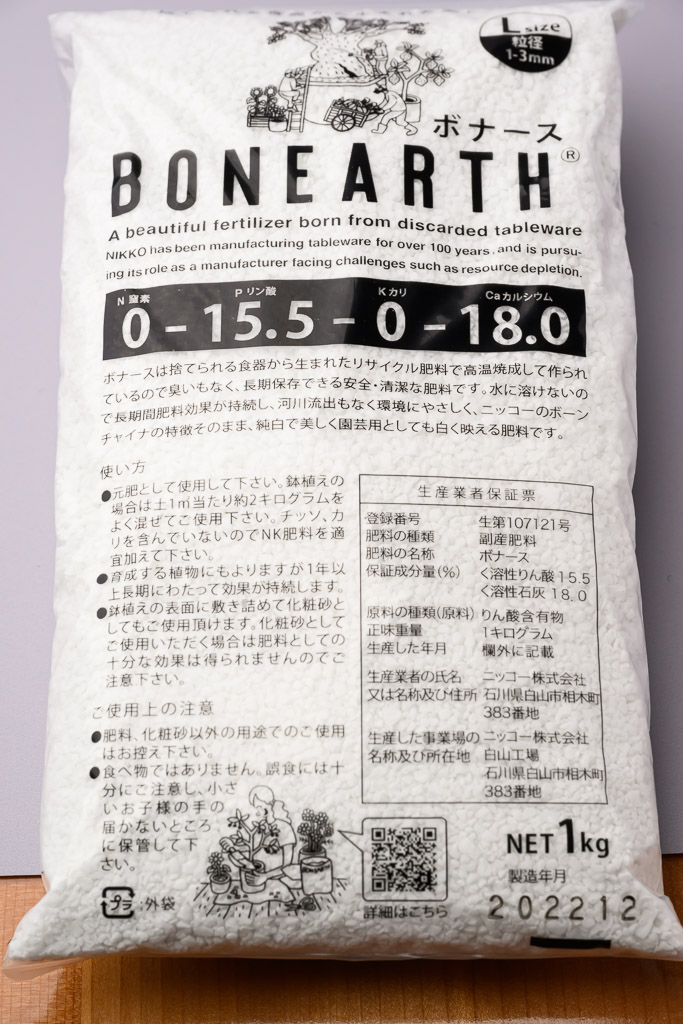 L size
粒径
1-3mm
ボナース
BONEARTH®
A beautiful fertilizer born from discarded tableware
NIKKO has been manufacturing tableware for over 100 years, and is pursu-
ing its role as a manufacturer facing challenges such as resource depletion.
N 窒素 P リン酸 K カリ Ca カルシウム
0 – 15.5 – 0 – 18.0
ボナースは捨てられる食器から生まれたリサイクル肥料で高温焼成して作られ
ているので臭いもなく、長期保存できる安全・清潔な肥料です。水に溶けないの
で長期間肥料効果が持続し、河川流出もなく環境にやさしく、ニッコーのボーン
チャイナの特徴そのまま、純白で美しく園芸用としても白く映える肥料です。
使い方
●元肥として使用して下さい。鉢植えの
場合は土1㎡当たり約2キログラムを
よく混ぜてご使用下さい。チッソ、カ
リを含んでいないのでNK肥料を適
宜加えて下さい。
●育成する植物にもよりますが1年以
上長期にわたって効果が持続します。
●鉢植えの表面に敷き詰めて化粧砂と
してもご使用頂けます。化粧砂として
ご使用いただく場合は肥料としての
十分な効果は得られませんのでご
注意下さい。
ご使用上の注意
●肥料、化粧砂以外の用途でのご使用
はお控え下さい。
●食べ物ではありません。誤食には十
分にご注意し、小さ
いお子様の手の
届かないところ
に保管して下
さい。
プラ :外袋
生産業者保証票
登録番号 生第107121号
肥料の種類 副産肥料
肥料の名称 ボナース
保証成分量(%) く溶性りん酸 15.5
く溶性石灰 18.0
原料の種類(原料) りん酸含有物
正味重量 1キログラム
生産した年月 欄外に記載
生産業者の氏名 ニッコー株式会社
又は名称及び住所 石川県白山市相木町
383番地
生産した事業場の ニッコー株式会社
名称及び所在地 白山工場
石川県白山市相木町
383番地
詳細はこちら
NET 1kg
製造年月
202212